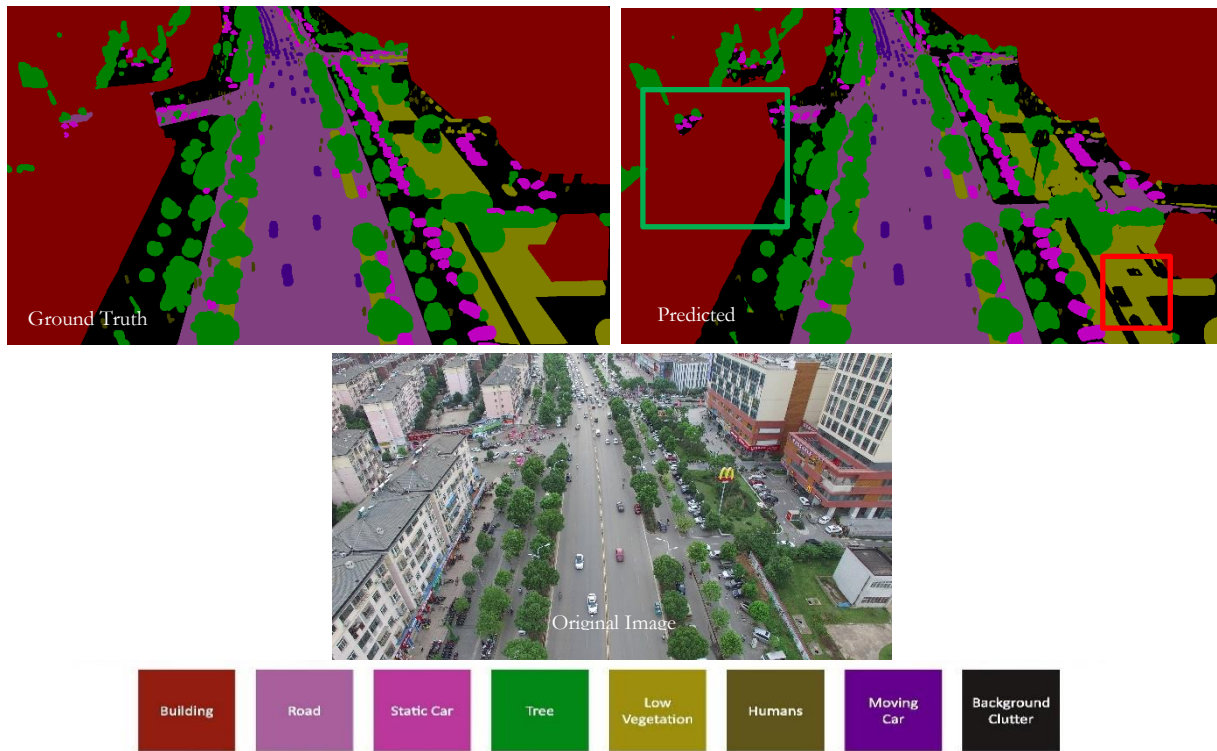 Ground Truth
Predicted
Original Image
Building
Road
Static Car
Tree
Low
Vegetation
Humans
Moving
Car
Background
Clutter